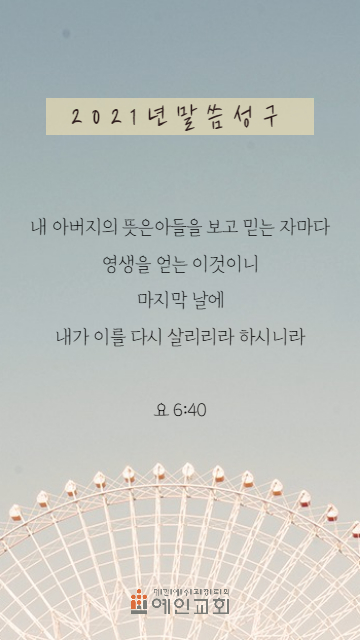 2021년말씀성구
내 아버지의 뜻은아들을 보고 믿는 자마다
영생을 얻는 이것이니
마지막 날에
내가 이를 다시 살리리라 하시니라
요 6:40
예인교회